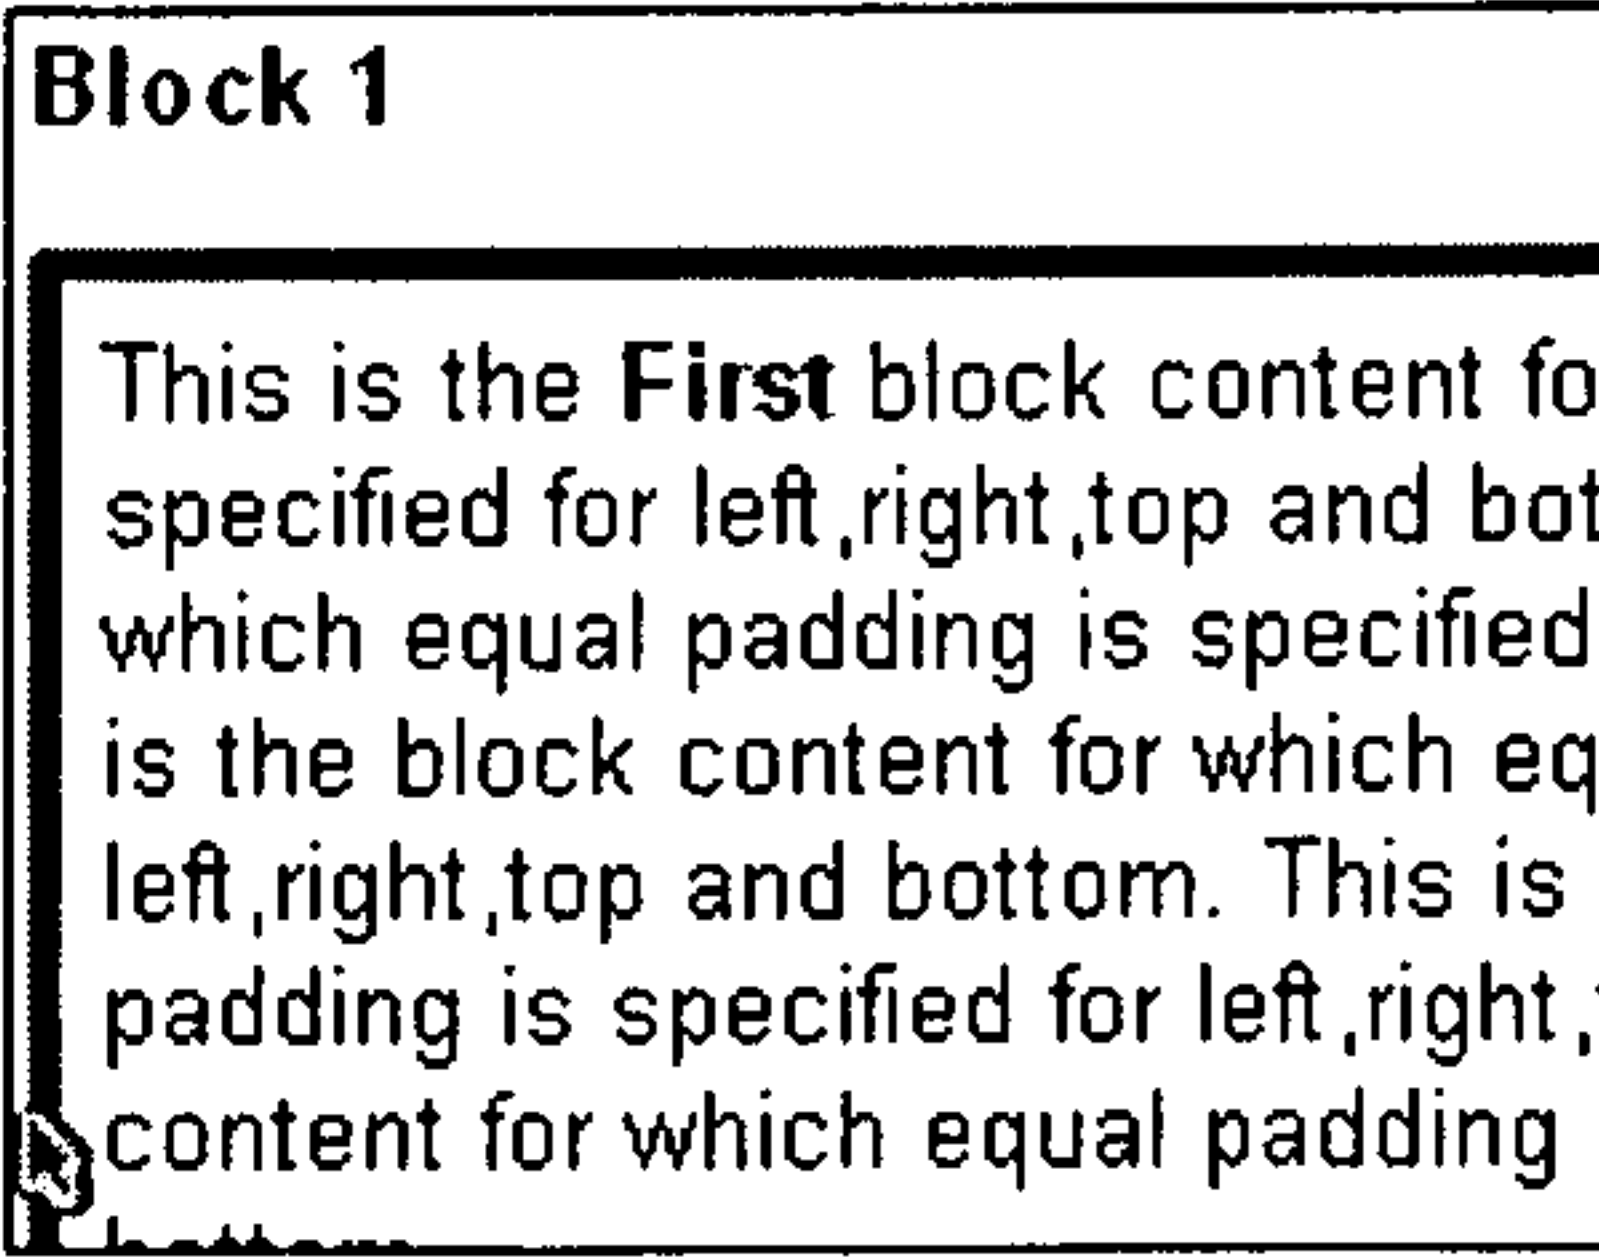 Block 1
This is the First block content fo
specified for left,right,top and bot
which equal padding is specified
is the block content for which eq
left,right,top and bottom. This is
padding is specified for left,right,
content for which equal padding
bottom